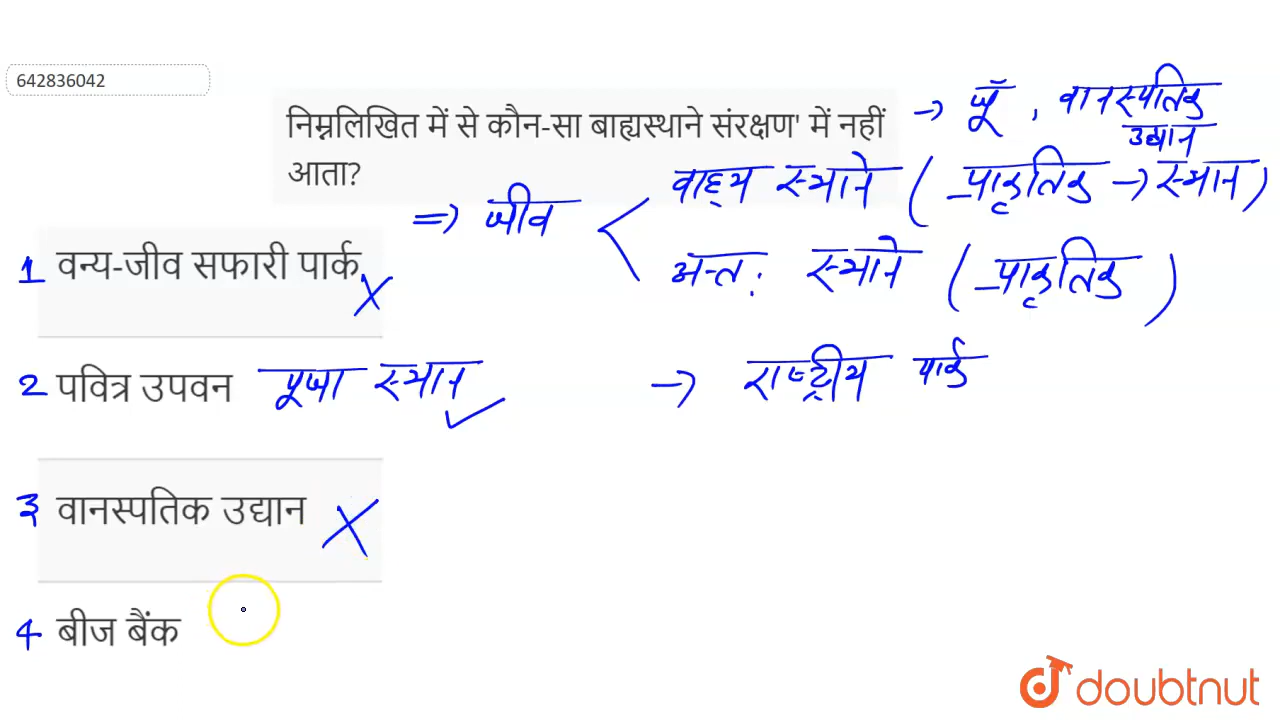 642836042
निम्नलिखित में से कौन-सा बाह्यस्थाने संरक्षण' में नहीं
आता?
→ जूँ, वानस्पतिक
उद्यान
⇒ जीव
वाह्य स्थाने (प्राकृतिक → स्थान)
अन्त: स्थाने (प्राकृतिक)
1 वन्य-जीव सफारी पार्क X
2 पवित्र उपवन पूजा स्थान ✓
→ राष्ट्रीय पार्क
3 वानस्पतिक उद्यान X
4 बीज बैंक
doubtnut